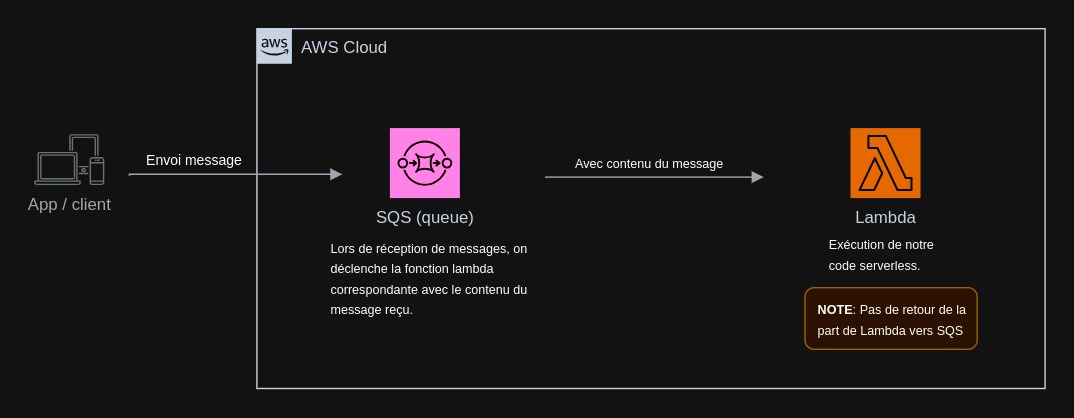 aws
AWS Cloud
Envoi message
App / client
SQS (queue)
Lors de réception de messages, on
déclenche la fonction lambda
correspondante avec le contenu du
message reçu.
Avec contenu du message
Lambda
Exécution de notre
code serverless.
NOTE: Pas de retour de la
part de Lambda vers SQS